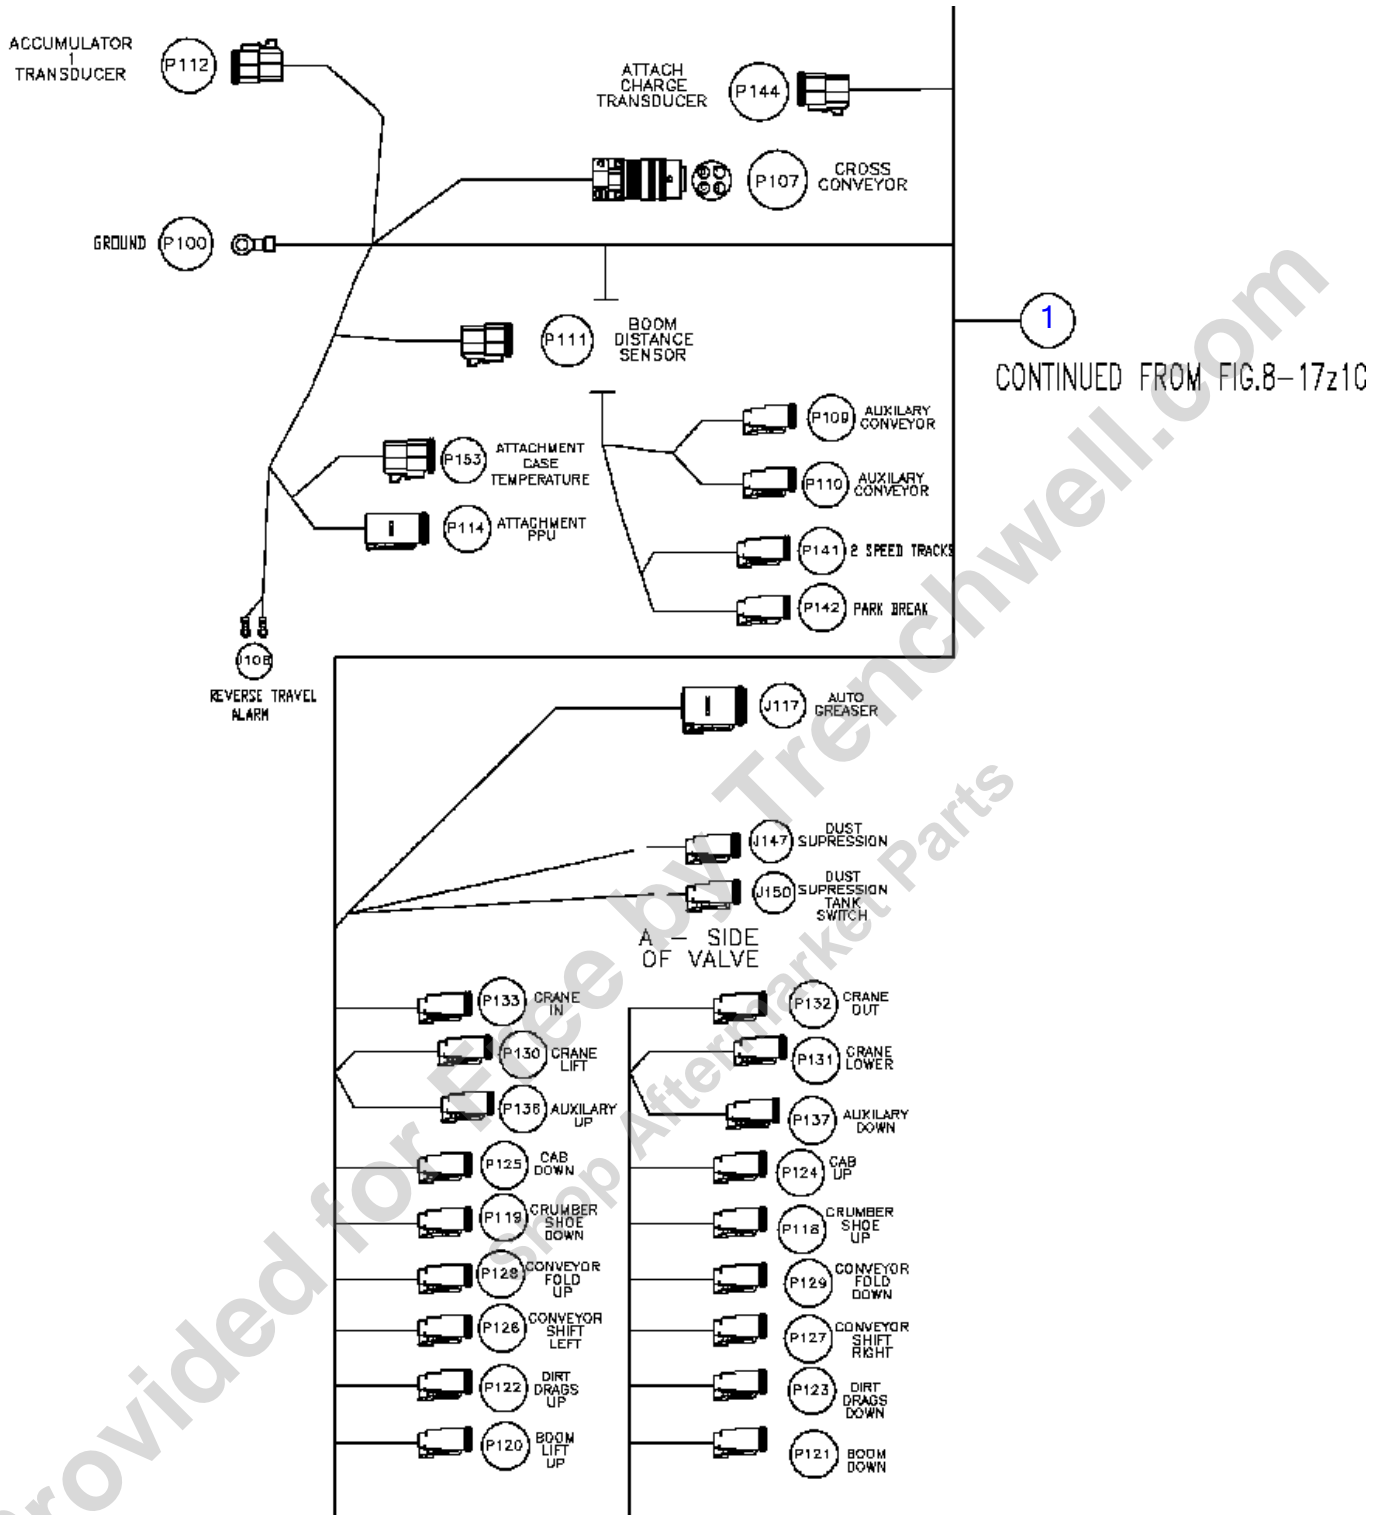 ACCUMULATOR
1
TRANSDUCER
P112
ATTACH
CHARGE
TRANSDUCER
P144
P107
CROSS
CONVEYOR
GROUND
P100
1
CONTINUED FROM FIG.8-17z1C
P111
BOOM
DISTANCE
SENSOR
P109
AUXILARY
CONVEYOR
P153
ATTACHMENT
CASE
TEMPERATURE
P110
AUXILARY
CONVEYOR
P114
ATTACHMENT
PPU
P141
2 SPEED TRACKS
P142
PARK BREAK
J108
REVERSE TRAVEL
ALARM
J117
AUTO
GREASER
J147
DUST
SUPRESSION
J150
DUST
SUPRESSION
TANK
SWITCH
A - SIDE
OF VALVE
P133
CRANE
IN
P132
CRANE
OUT
P130
CRANE
LIFT
P131
CRANE
LOWER
P136
AUXILARY
UP
P137
AUXILARY
DOWN
P125
CAB
DOWN
P124
CAB
UP
P119
CRUMBER
SHOE
DOWN
P118
CRUMBER
SHOE
UP
P128
CONVEYOR
FOLD
UP
P129
CONVEYOR
FOLD
DOWN
P126
CONVEYOR
SHIFT
LEFT
P127
CONVEYOR
SHIFT
RIGHT
P122
DIRT
DRAGS
UP
P123
DIRT
DRAGS
DOWN
P120
BOOM
LIFT
UP
P121
BOOM
DOWN
Provided for Free by Trenchwell.com
Shop Aftermarket Parts